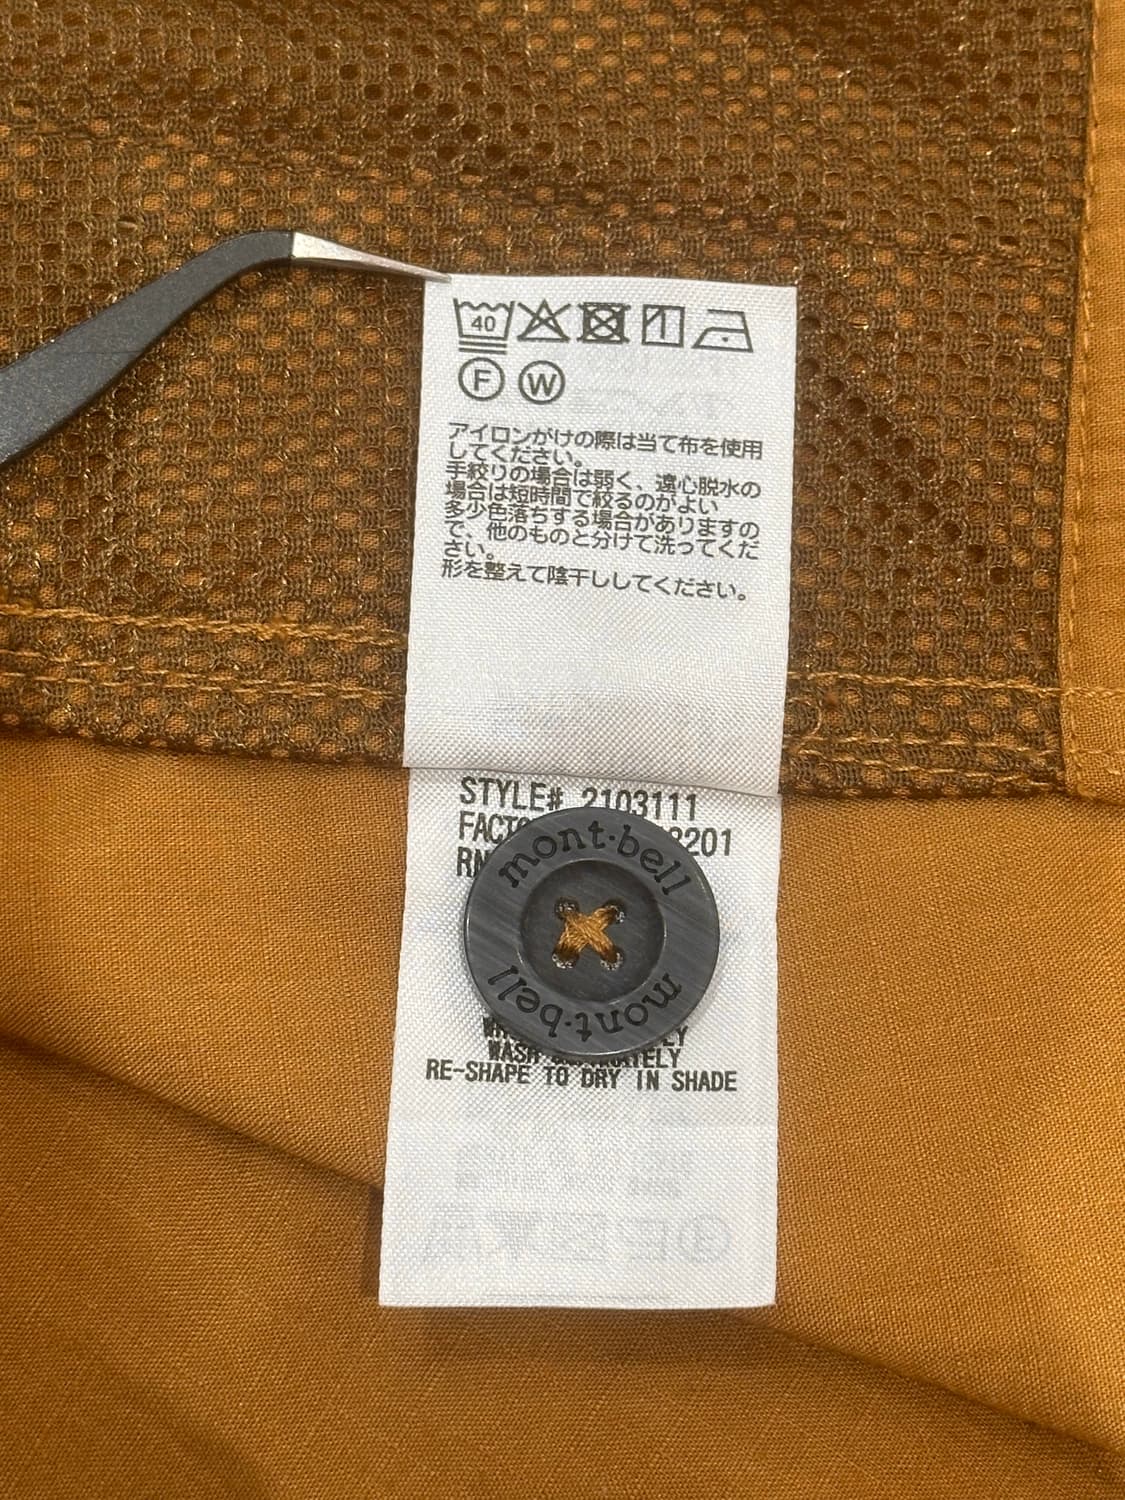 40
F W
アイロンがけの際は当て布を使用
してください。
手絞りの場合は弱く、遠心脱水の
場合は短時間で絞るのがよい
多少色落ちする場合がありますの
で、他のものと分けて洗ってくだ
さい。
形を整えて陰干ししてください。
STYLE# 2103111
mont-bell
mont-bell
WASH
RE-SHAPE TO DRY IN SHADE